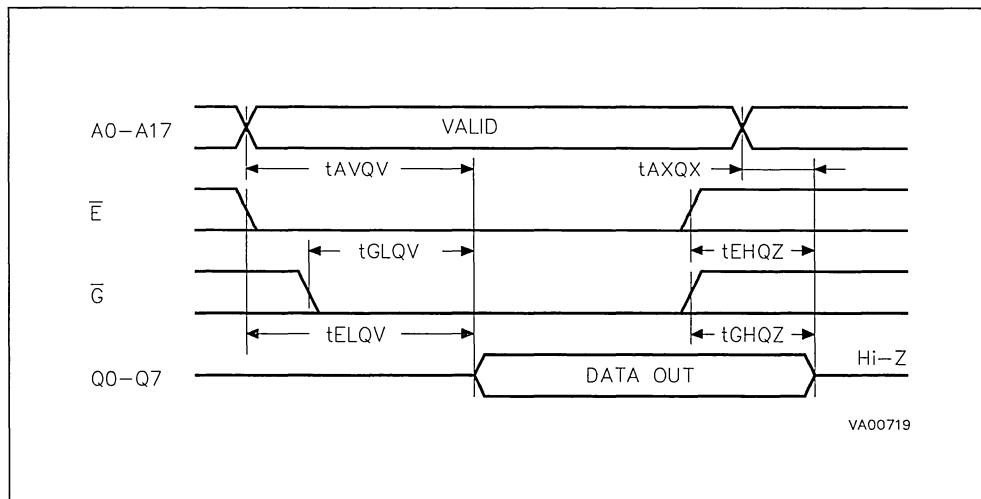 A0-A17
VALID
tAVQV
tAXQX
E
tGLQV
tEHQZ
G
tELQV
tGHQZ
Q0-Q7
DATA OUT
Hi-Z
VA00719